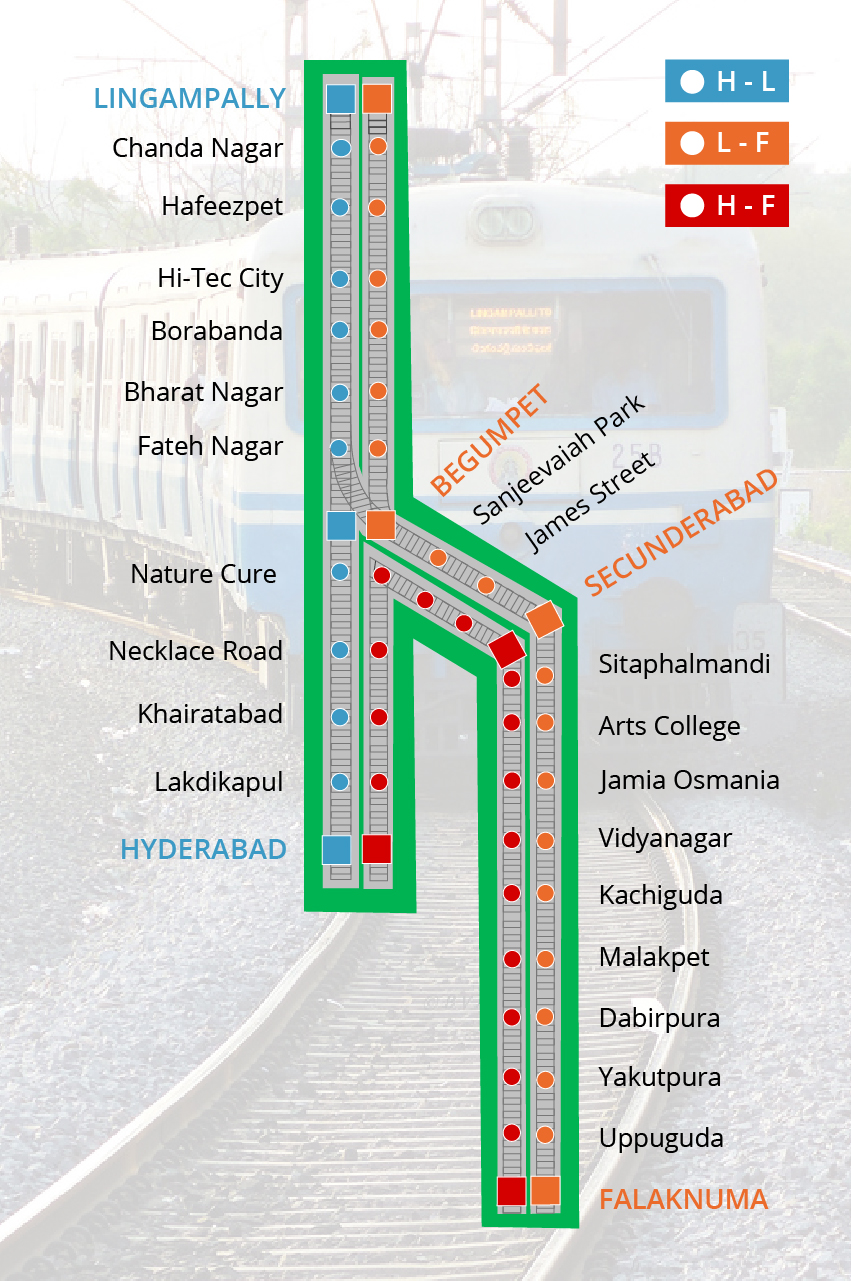 LINGAMPALLY
Chanda Nagar
Hafeezpet
Hi-Tec City
Borabanda
Bharat Nagar
Fateh Nagar
Nature Cure
Necklace Road
Khairatabad
Lakdikapul
HYDERABAD
H - L
L - F
H - F
BEGUMPET
Sanjeevaiah Park
James Street
SECUNDERABAD
Sitaphalmandi
Arts College
Jamia Osmania
Vidyanagar
Kachiguda
Malakpet
Dabirpura
Yakutpura
Uppuguda
FALAKNUMA